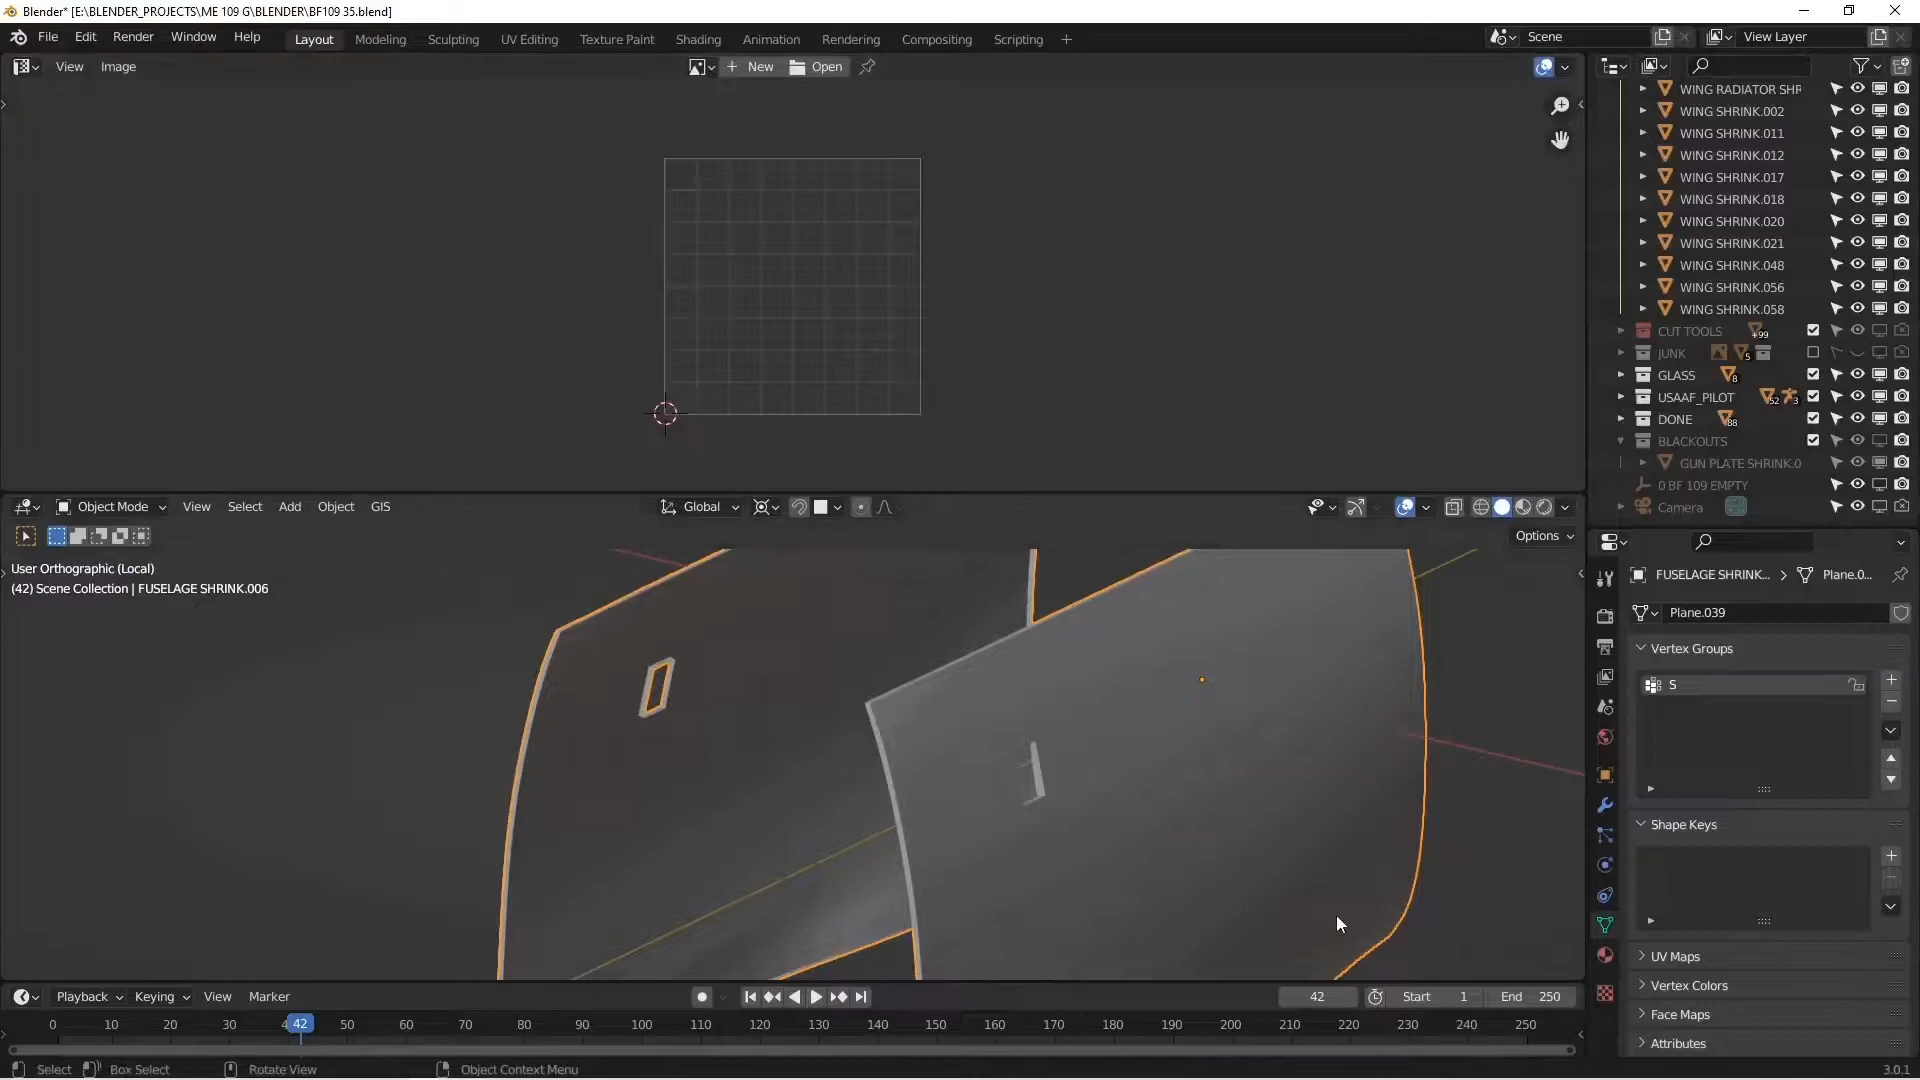 Blender* [E:\BLENDER_PROJECTS\ME 109 G\BLENDER\BF109 35.blend]
File Edit Render Window Help Layout Modeling Sculpting UV Editing Texture Paint Shading Animation Rendering Compositing Scripting + Scene View Layer
View Image + New Open
WING RADIATOR SHR
WING SHRINK.002
WING SHRINK.011
WING SHRINK.012
WING SHRINK.017
WING SHRINK.018
WING SHRINK.020
WING SHRINK.021
WING SHRINK.048
WING SHRINK.056
WING SHRINK.058
CUT TOOLS +99
JUNK 5
GLASS 8
USAAF_PILOT 52 3
DONE 88
BLACKOUTS
GUN PLATE SHRINK.0
0 BF 109 EMPTY
Camera
Object Mode View Select Add Object GIS Global
Options
User Orthographic (Local)
(42) Scene Collection | FUSELAGE SHRINK.006
FUSELAGE SHRINK... > Plane.0...
Plane.039
Vertex Groups
S
Shape Keys
UV Maps
Vertex Colors
Face Maps
Attributes
Playback Keying View Marker 42 Start 1 End 250
0 10 20 30 4 42 50 60 70 80 90 100 110 120 130 140 150 160 170 180 190 200 210 220 230 240 250
Select Box Select Rotate View Object Context Menu 3.0.1